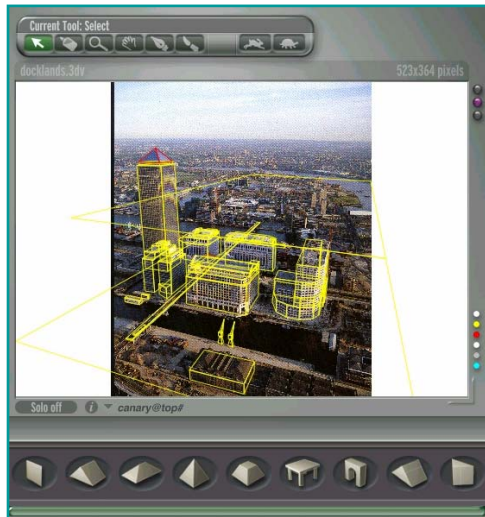 Current Tool: Select
docklands.3dv 523x364 pixels
Solo off i canary@top#